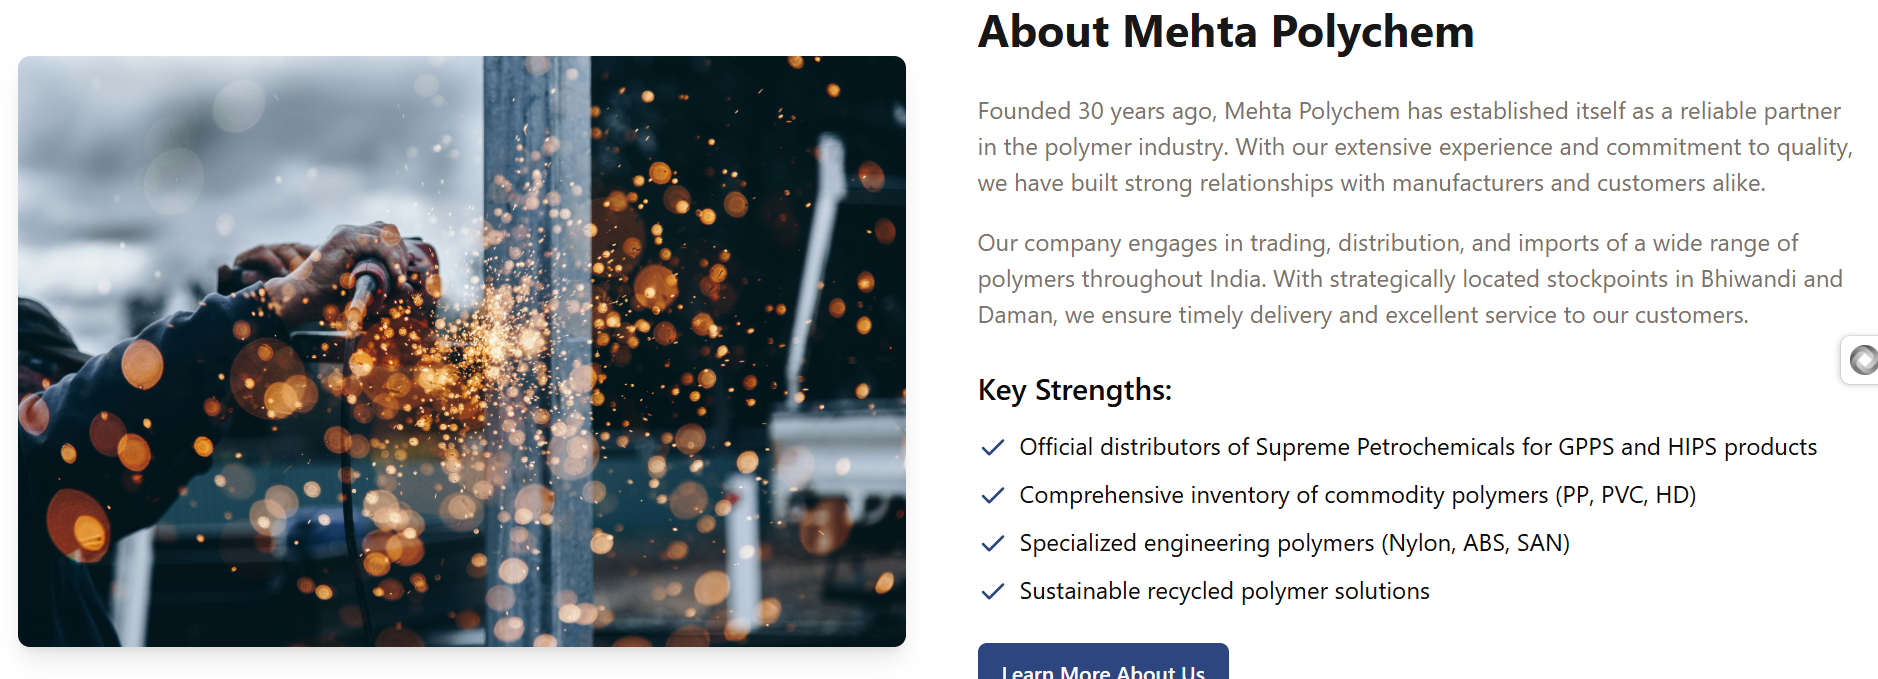 About Mehta Polychem
Founded 30 years ago, Mehta Polychem has established itself as a reliable partner
in the polymer industry. With our extensive experience and commitment to quality,
we have built strong relationships with manufacturers and customers alike.
Our company engages in trading, distribution, and imports of a wide range of
polymers throughout India. With strategically located stockpoints in Bhiwandi and
Daman, we ensure timely delivery and excellent service to our customers.
Key Strengths:
Official distributors of Supreme Petrochemicals for GPPS and HIPS products
Comprehensive inventory of commodity polymers (PP, PVC, HD)
Specialized engineering polymers (Nylon, ABS, SAN)
Sustainable recycled polymer solutions
Learn More About Us